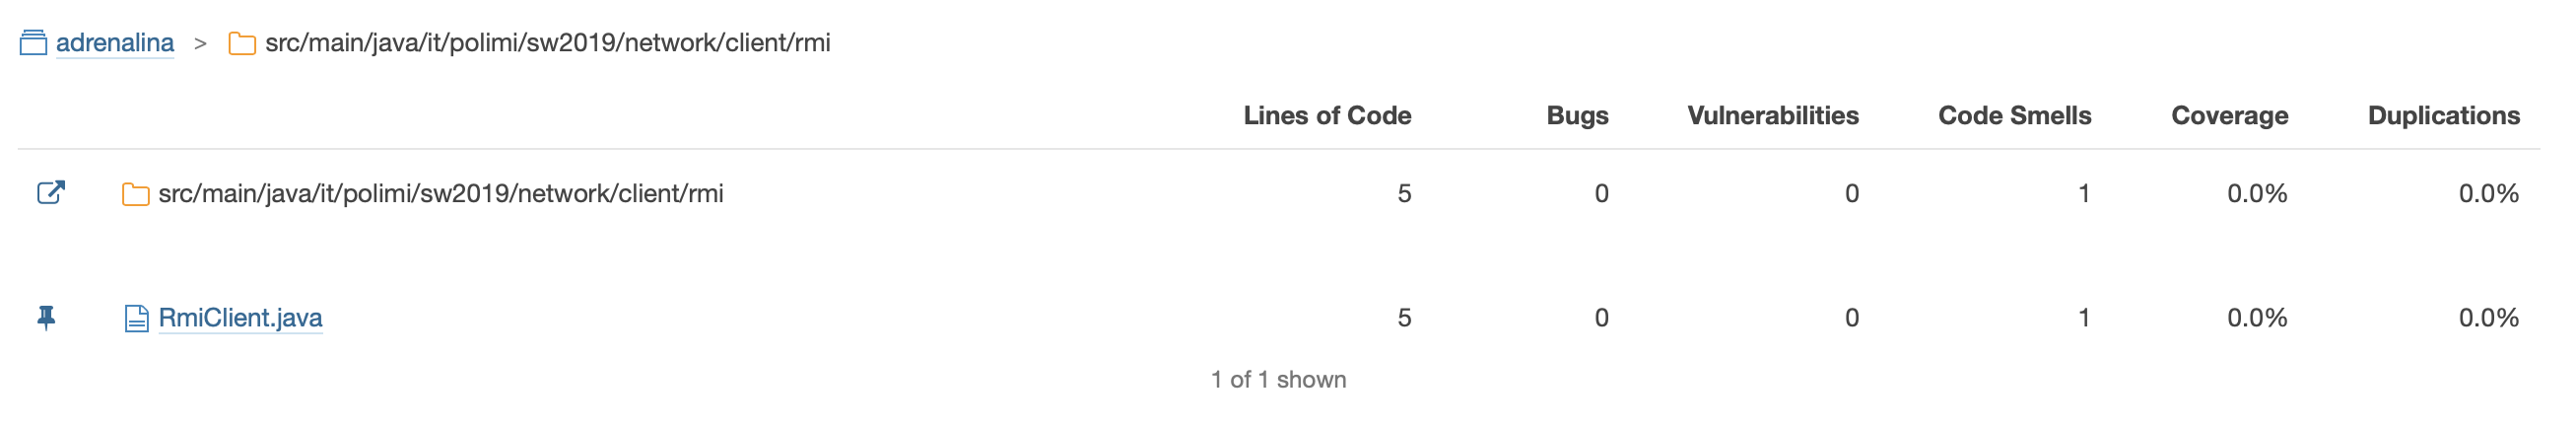 adrenalina > src/main/java/it/polimi/sw2019/network/client/rmi
Lines of Code Bugs Vulnerabilities Code Smells Coverage Duplications
src/main/java/it/polimi/sw2019/network/client/rmi 5 0 0 1 0.0% 0.0%
RmiClient.java 5 0 0 1 0.0% 0.0%
1 of 1 shown